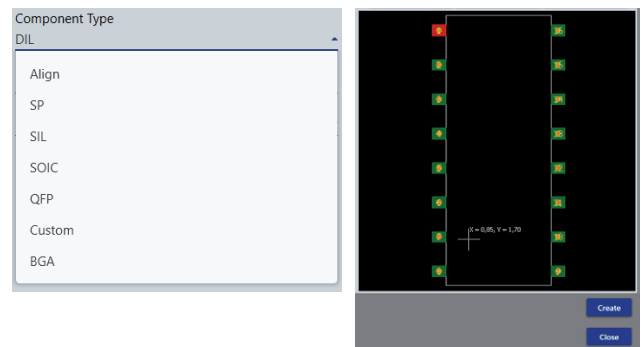 Component Type
DIL
Align
SP
SIL
SOIC
QFP
Custom
BGA
X = 0,85, Y = 1,70
Create
Close